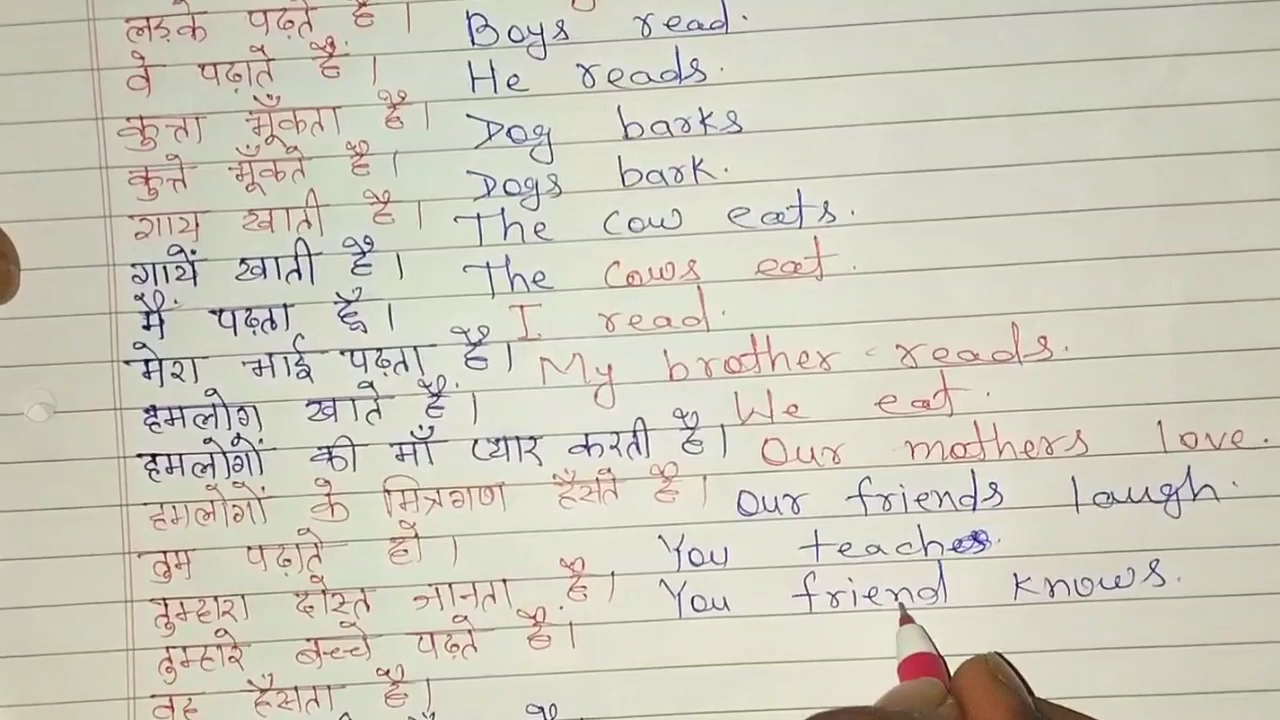 लड़के पढ़ते है । Boys read.
वे पढ़ाते हैं । He reads.
कुत्ता भूँकता है । Dog barks
कुत्ते भूँकते है । Dogs bark.
गाय खाती है । The cow eats.
गायें खाती है । The cows eat.
मैं पढ़ता हूँ । I read.
मेरा भाई पढ़ता है । My brother reads.
हमलोग खाते हैं । We eat.
हमलोगों की माँ प्यार करती है । Our mothers love.
हमलोगों के मित्रगण हँसते है । Our friends laugh.
तुम पढ़ाते हो । You teaches.
तुम्हारा दोस्त जानता है । You friend knows.
तुम्हारे बच्चे पढ़ते हैं ।
वह हँसता है ।